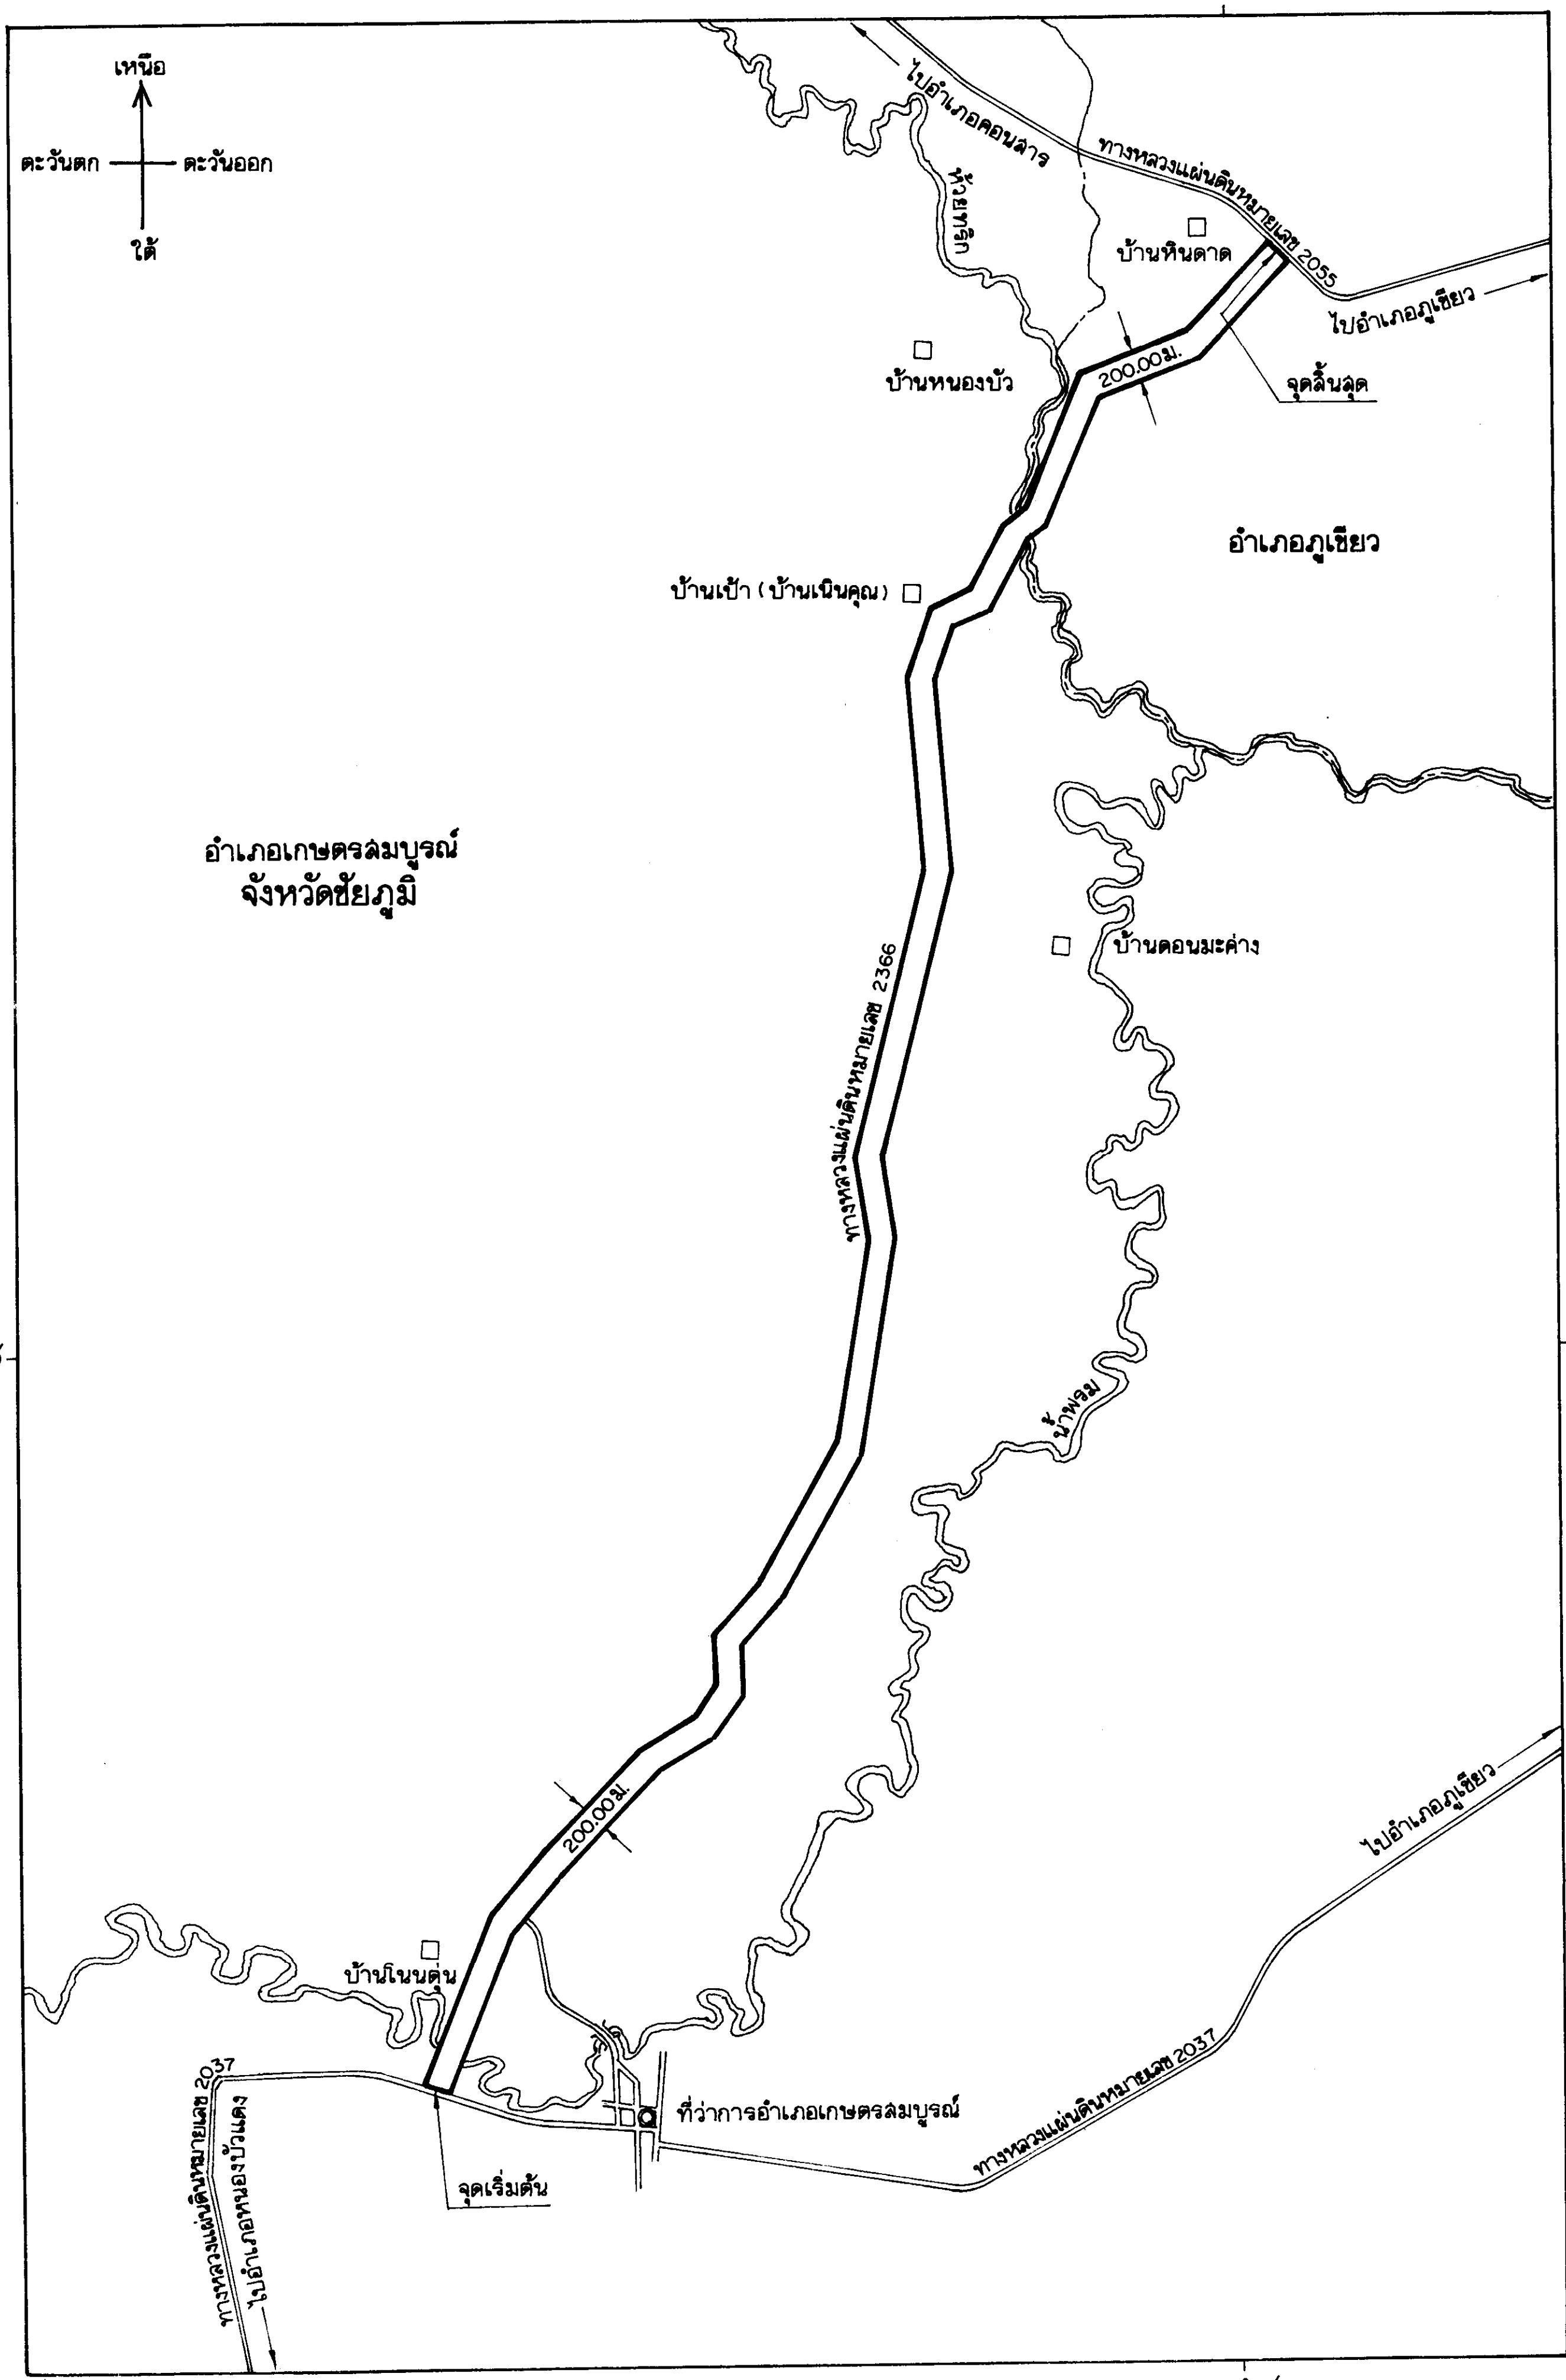 เหนือ
ตะวันตก
ตะวันออก
ใต้
ไปอำเภอคอนสาร
ทางหลวงแผ่นดินหมายเลข 2055
ห้วยทริก
บ้านหินดาด
ไปอำเภอภูเขียว
บ้านหนองบัว
200.00 ม.
จุดสิ้นสุด
อำเภอภูเขียว
บ้านเป้า (บ้านเนินคุณ)
อำเภอเกษตรสมบูรณ์
จังหวัดชัยภูมิ
บ้านดอนมะค่าง
ทางหลวงแผ่นดินหมายเลข 2366
น้ำพรม
ไปอำเภอภูเขียว
200.00 ม.
บ้านโนนตุ่น
ทางหลวงแผ่นดินหมายเลข 2037
ที่ว่าการอำเภอเกษตรสมบูรณ์
ทางหลวงแผ่นดินหมายเลข 2037
ไปอำเภอหนองบัวแดง
จุดเริ่มต้น